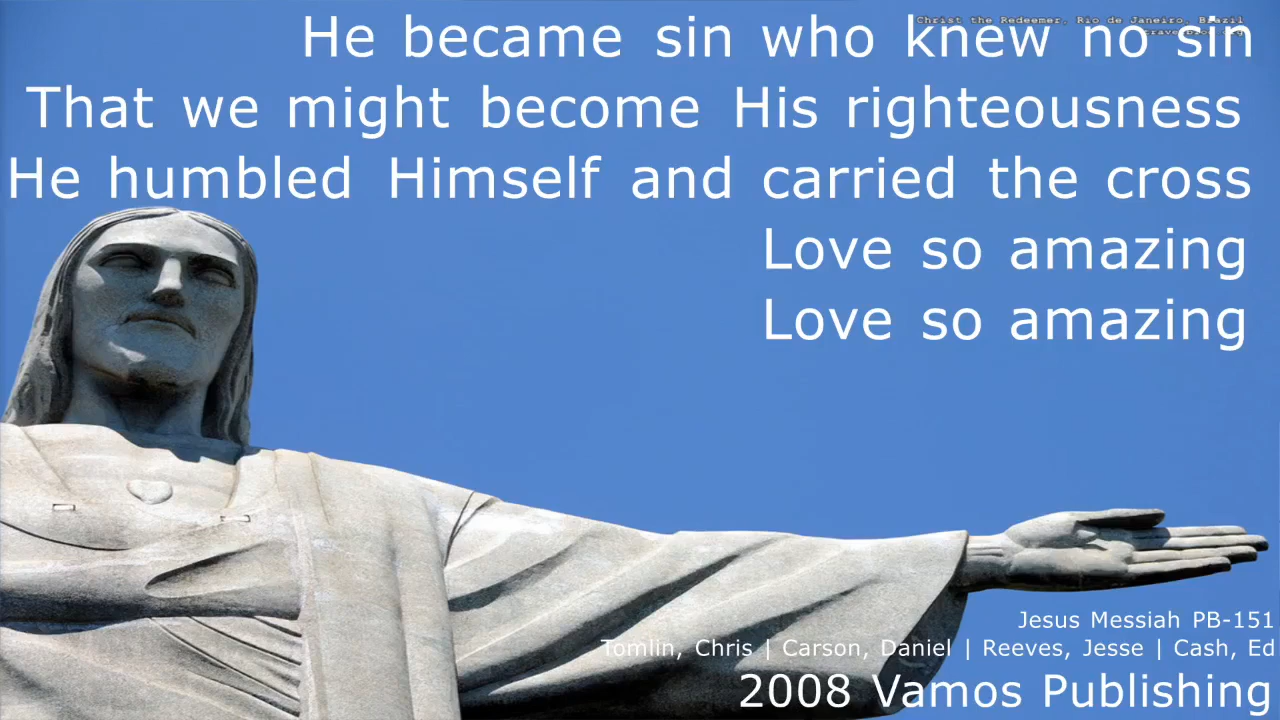 Christ the Redeemer, Rio de Janeiro, Brazil
travelblog.org
He became sin who knew no sin
That we might become His righteousness
He humbled Himself and carried the cross
Love so amazing
Love so amazing
Jesus Messiah PB-151
Tomlin, Chris | Carson, Daniel | Reeves, Jesse | Cash, Ed
2008 Vamos Publishing